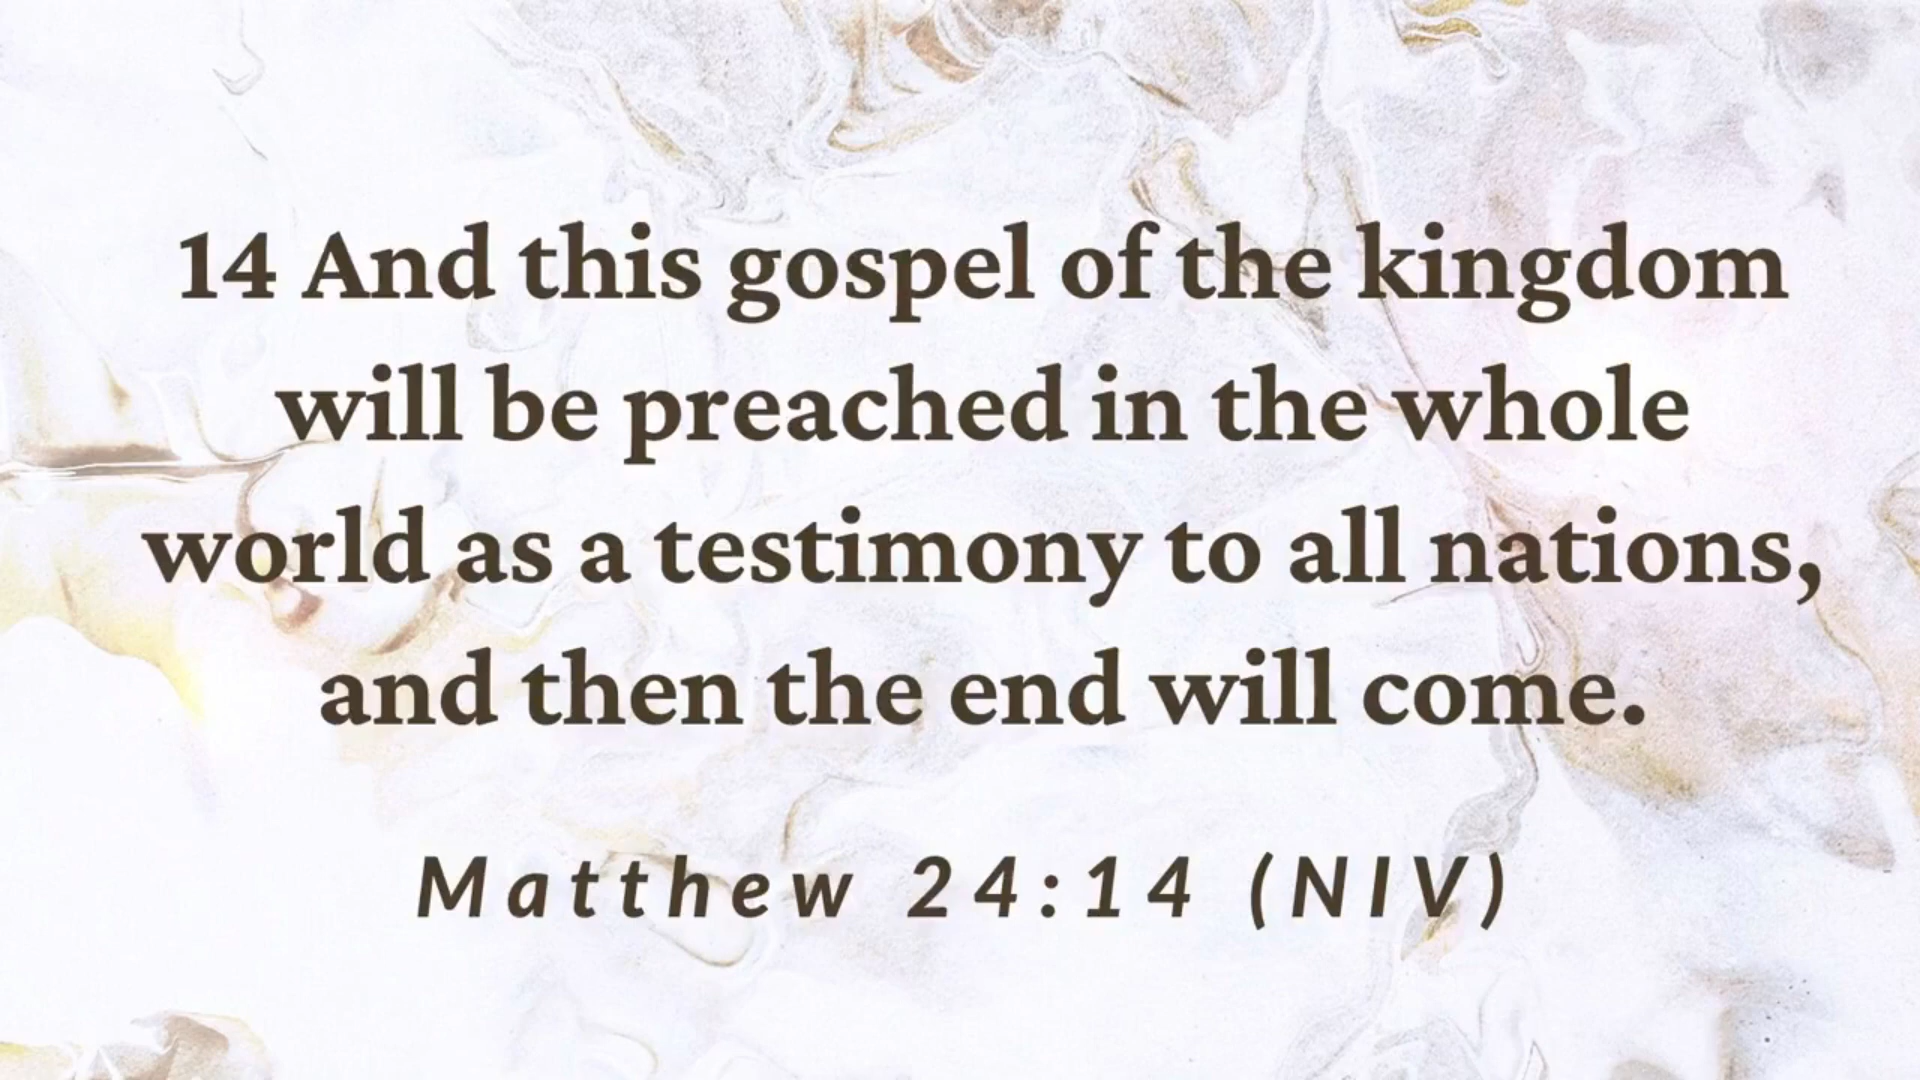 14 And this gospel of the kingdom
will be preached in the whole
world as a testimony to all nations,
and then the end will come.
Matthew 24:14 (NIV)